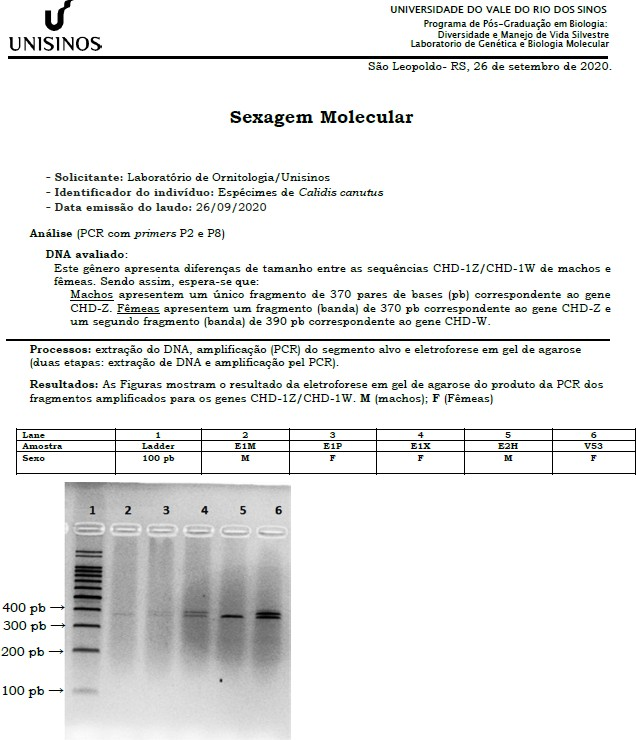 UNISINOS
UNIVERSIDADE DO VALE DO RIO DOS SINOS
Programa de Pós-Graduação em Biologia:
Diversidade e Manejo de Vida Silvestre
Laboratorio de Genética e Biologia Molecular
São Leopoldo- RS, 26 de setembro de 2020.
Sexagem Molecular
- Solicitante: Laboratório de Ornitologia/Unisinos
- Identificador do indivíduo: Espécimes de Calidis canutus
- Data emissão do laudo: 26/09/2020
Análise (PCR com primers P2 e P8)
DNA avaliado:
Este gênero apresenta diferenças de tamanho entre as sequências CHD-1Z/CHD-1W de machos e
fêmeas. Sendo assim, espera-se que:
Machos apresentem um único fragmento de 370 pares de bases (pb) correspondente ao gene
CHD-Z. Fêmeas apresentem um fragmento (banda) de 370 pb correspondente ao gene CHD-Z e
um segundo fragmento (banda) de 390 pb correspondente ao gene CHD-W.
Processos: extração do DNA, amplificação (PCR) do segmento alvo e eletroforese em gel de agarose
(duas etapas: extração de DNA e amplificação pel PCR).
Resultados: As Figuras mostram o resultado da eletroforese em gel de agarose do produto da PCR dos
fragmentos amplificados para os genes CHD-1Z/CHD-1W. M (machos); F (Fêmeas)
Lane 1 2 3 4 5 6
Amostra Ladder E1M E1P E1X E2H V53
Sexo 100 pb M F F M F
1 2 3 4 5 6
400 pb →
300 pb →
200 pb →
100 pb →